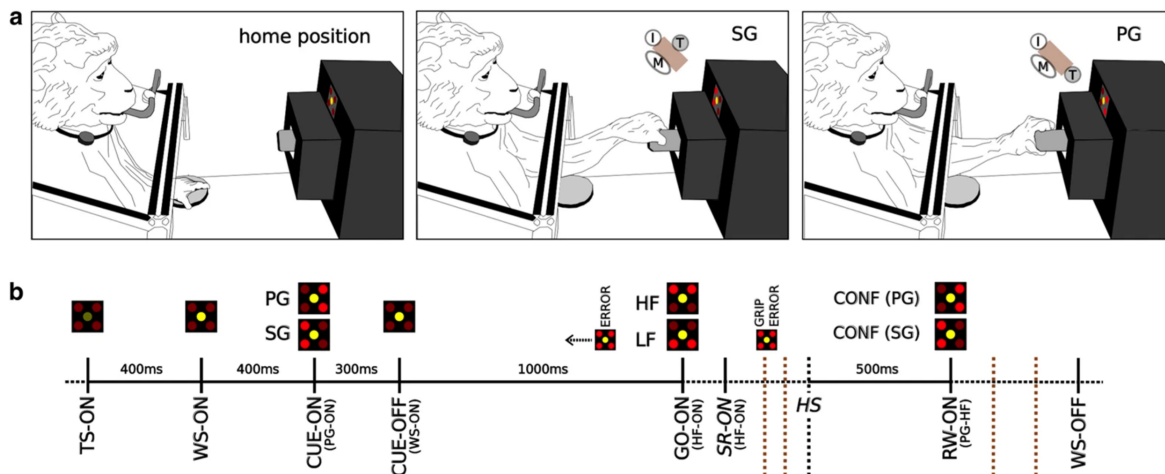 a
home position
SG
I
T
M
PG
I
M
T
b
PG
SG
ERROR
HF
LF
GRIP
ERROR
CONF (PG)
CONF (SG)
400ms
400ms
300ms
1000ms
500ms
TS-ON
WS-ON
CUE-ON
(PG-ON)
CUE-OFF
(WS-ON)
GO-ON
(HF-ON)
SR-ON
(HF-ON)
HS
RW-ON
(PG-HF)
WS-OFF